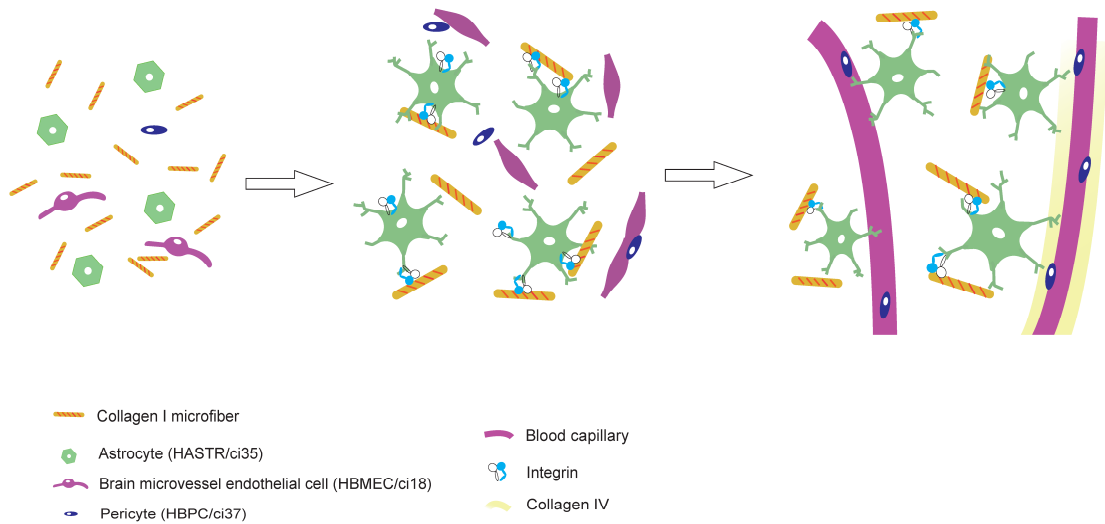 Collagen I microfiber
Astrocyte (HASTR/ci35)
Brain microvessel endothelial cell (HBMEC/ci18)
Pericyte (HBPC/ci37)
Blood capillary
Integrin
Collagen IV